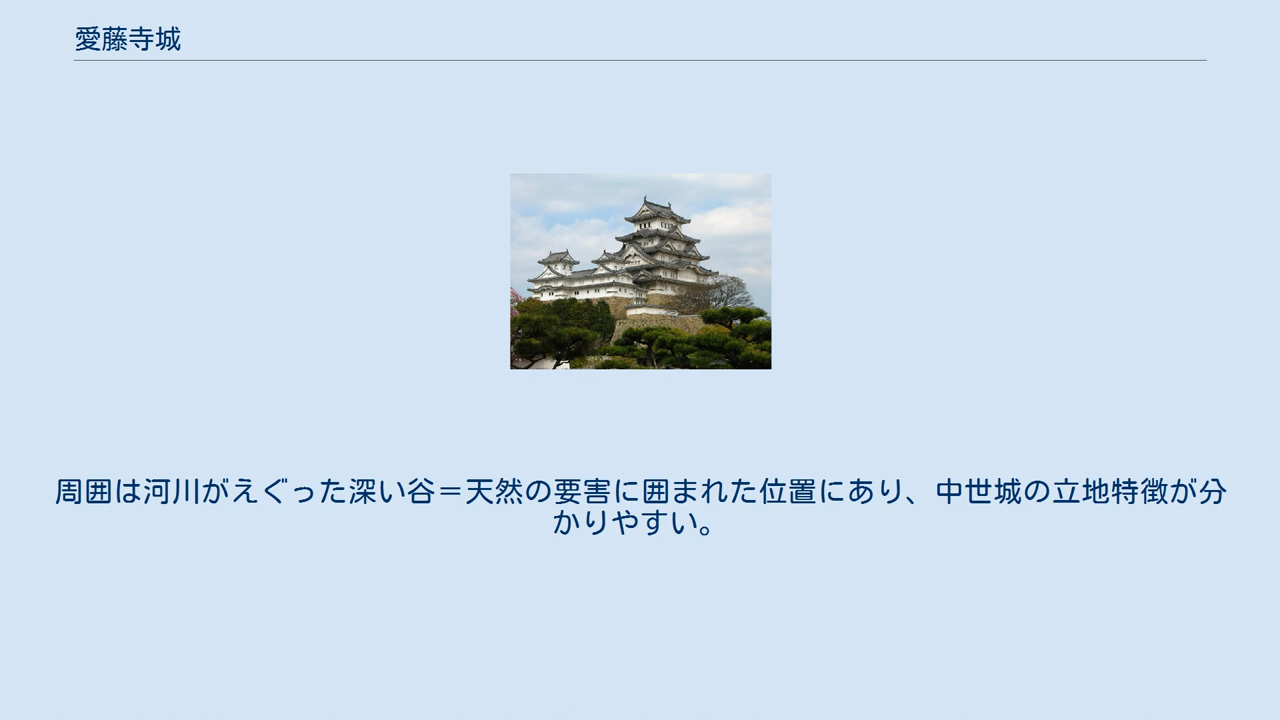 愛藤寺城
周囲は河川がえぐった深い谷＝天然の要害に囲まれた位置にあり、中世城の立地特徴が分
かりやすい。